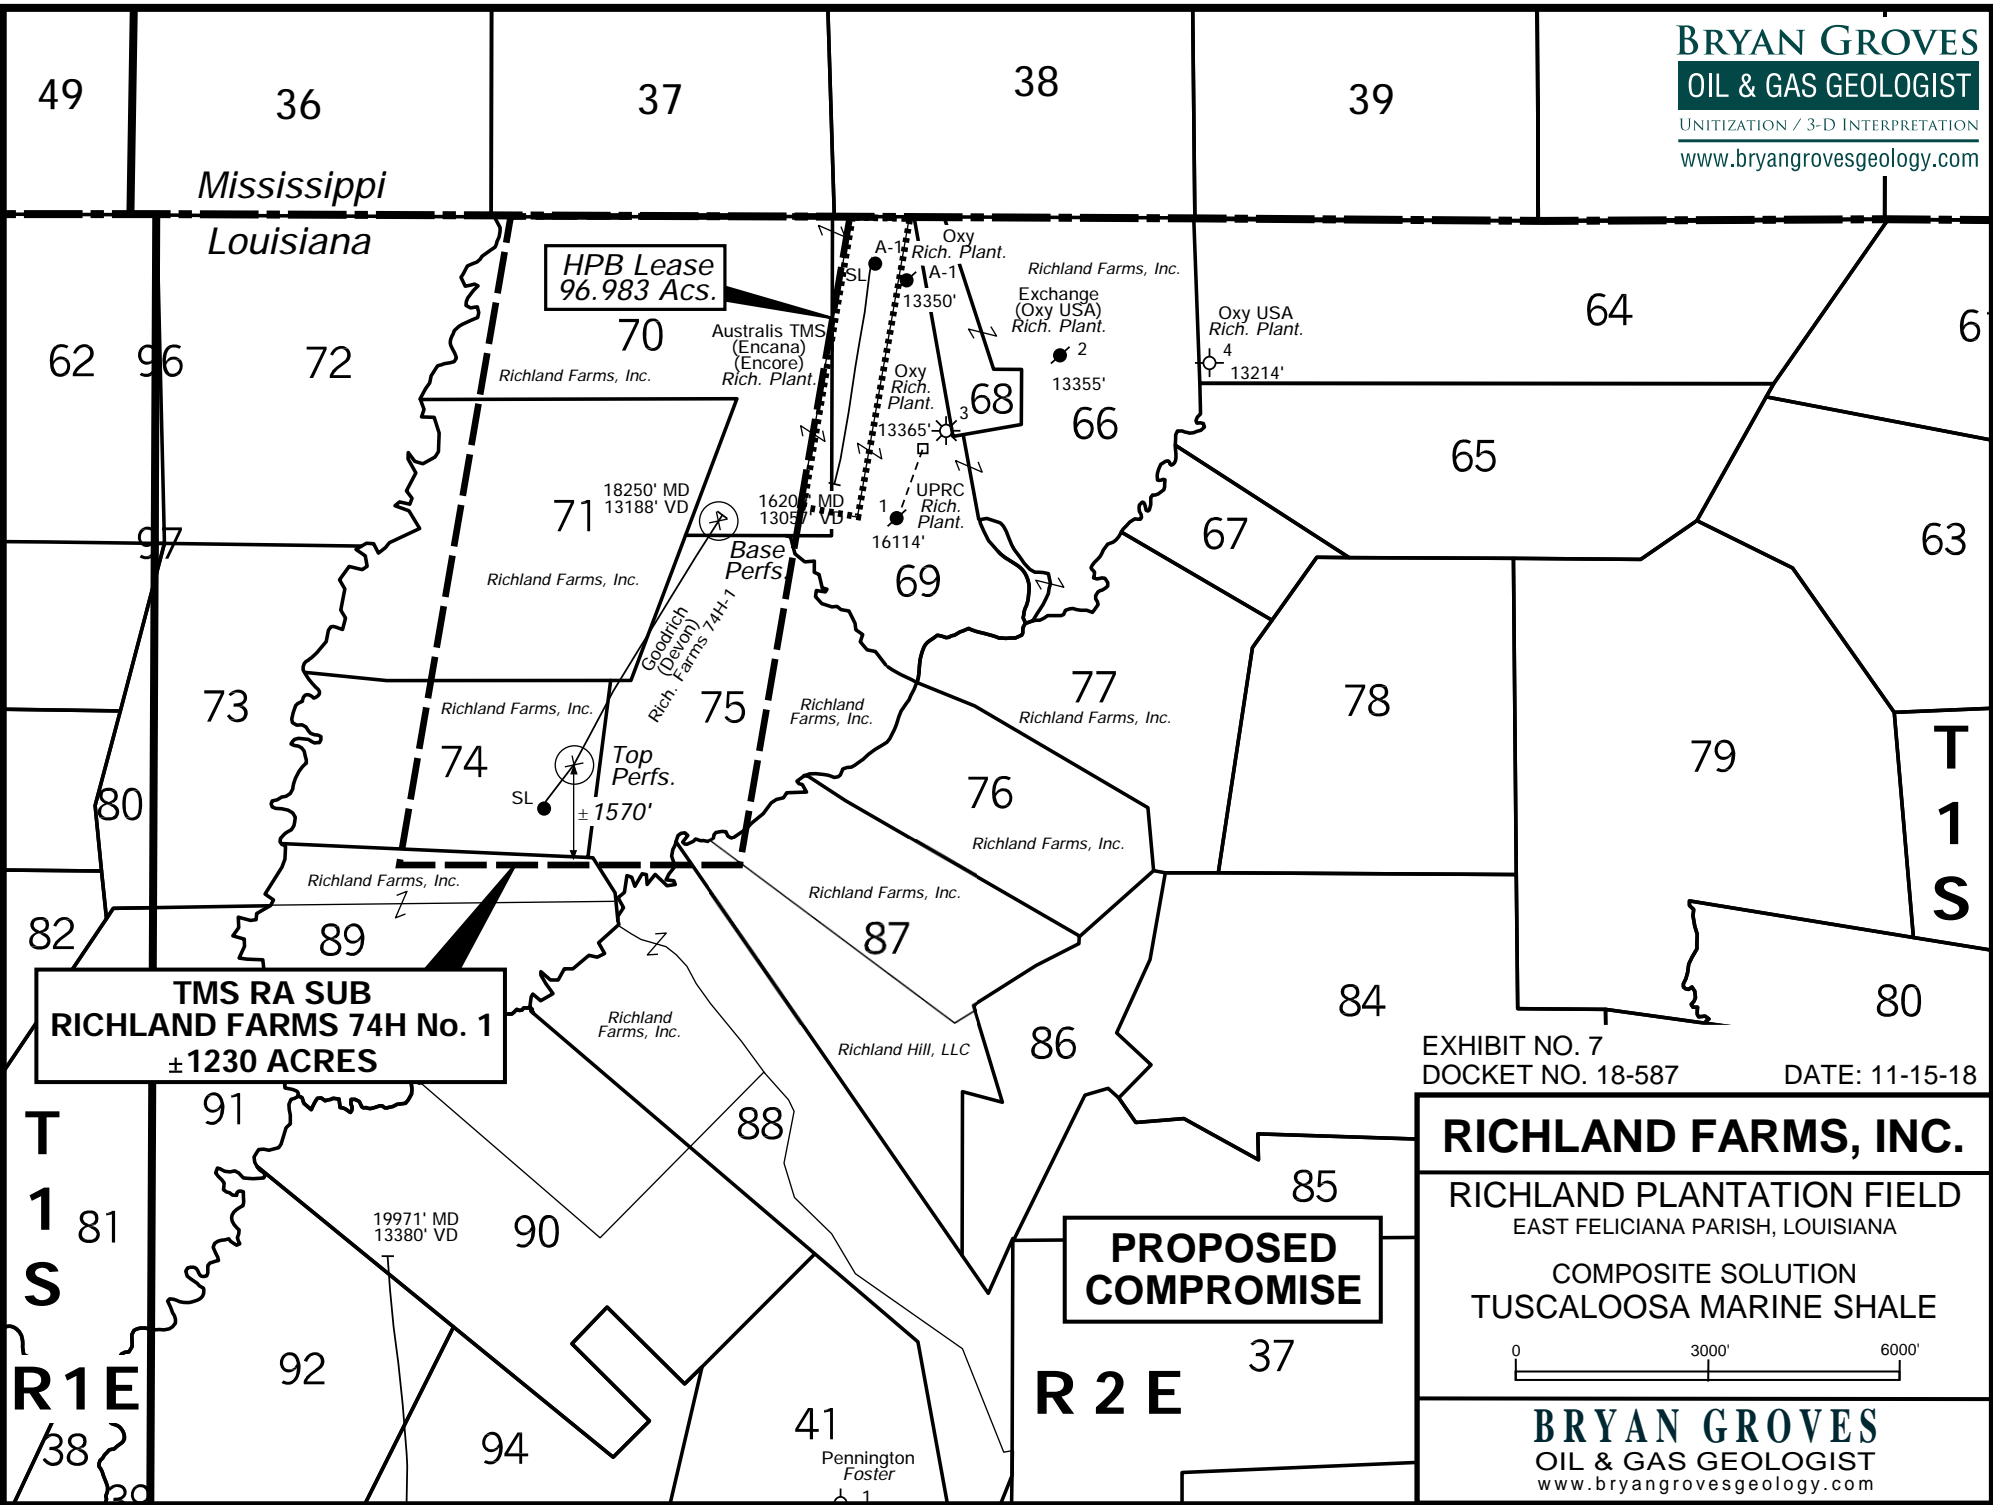 BRYAN GROVES
OIL & GAS GEOLOGIST
UNITIZATION / 3-D INTERPRETATION
www.bryangrovesgeology.com
49
36
37
38
39
Mississippi
Louisiana
HPB Lease
96.983 Acs.
62
96
72
70
Richland Farms, Inc.
Australis TMS
(Encana)
(Encore)
Rich. Plant.
SL
A-1
Oxy
Rich. Plant.
A-1
13350'
Richland Farms, Inc.
Exchange
(Oxy USA)
Rich. Plant.
2
13355'
Oxy USA
Rich. Plant.
4
13214'
64
Oxy
Rich.
Plant.
13365'
3
68
66
65
71
18250' MD
13188' VD
MD
VD
UPRC
Rich.
Plant.
1
16114'
67
63
97
Richland Farms, Inc.
Base
Perfs.
69
Goodrich
(Devon)
Rich. Farms 74H-1
73
Richland Farms, Inc.
75
Richland
Farms, Inc.
77
Richland Farms, Inc.
78
79
T
1
S
74
Top
Perfs.
SL
±1570'
80
76
Richland Farms, Inc.
Richland Farms, Inc.
Richland Farms, Inc.
87
82
89
TMS RA SUB
RICHLAND FARMS 74H No. 1
±1230 ACRES
Richland
Farms, Inc.
Richland Hill, LLC
86
84
80
EXHIBIT NO. 7
DOCKET NO. 18-587
DATE: 11-15-18
91
88
T
1
S
81
19971' MD
13380' VD
90
85
RICHLAND FARMS, INC.
RICHLAND PLANTATION FIELD
EAST FELICIANA PARISH, LOUISIANA
COMPOSITE SOLUTION
TUSCALOOSA MARINE SHALE
0
3000'
6000'
PROPOSED
COMPROMISE
37
R1E
92
R 2 E
38
94
41
Pennington
Foster
1
39
BRYAN GROVES
OIL & GAS GEOLOGIST
www.bryangrovesgeology.com